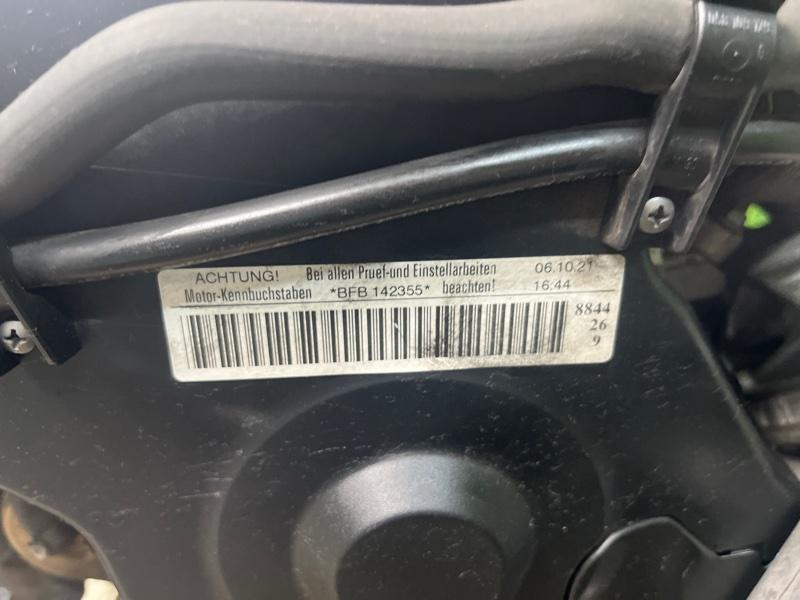 ACHTUNG! Bei allen Pruef-und Einstellarbeiten 06.10.21
Motor-Kennbuchstaben *BFB 142355* beachten! 16:44
8844
26
9